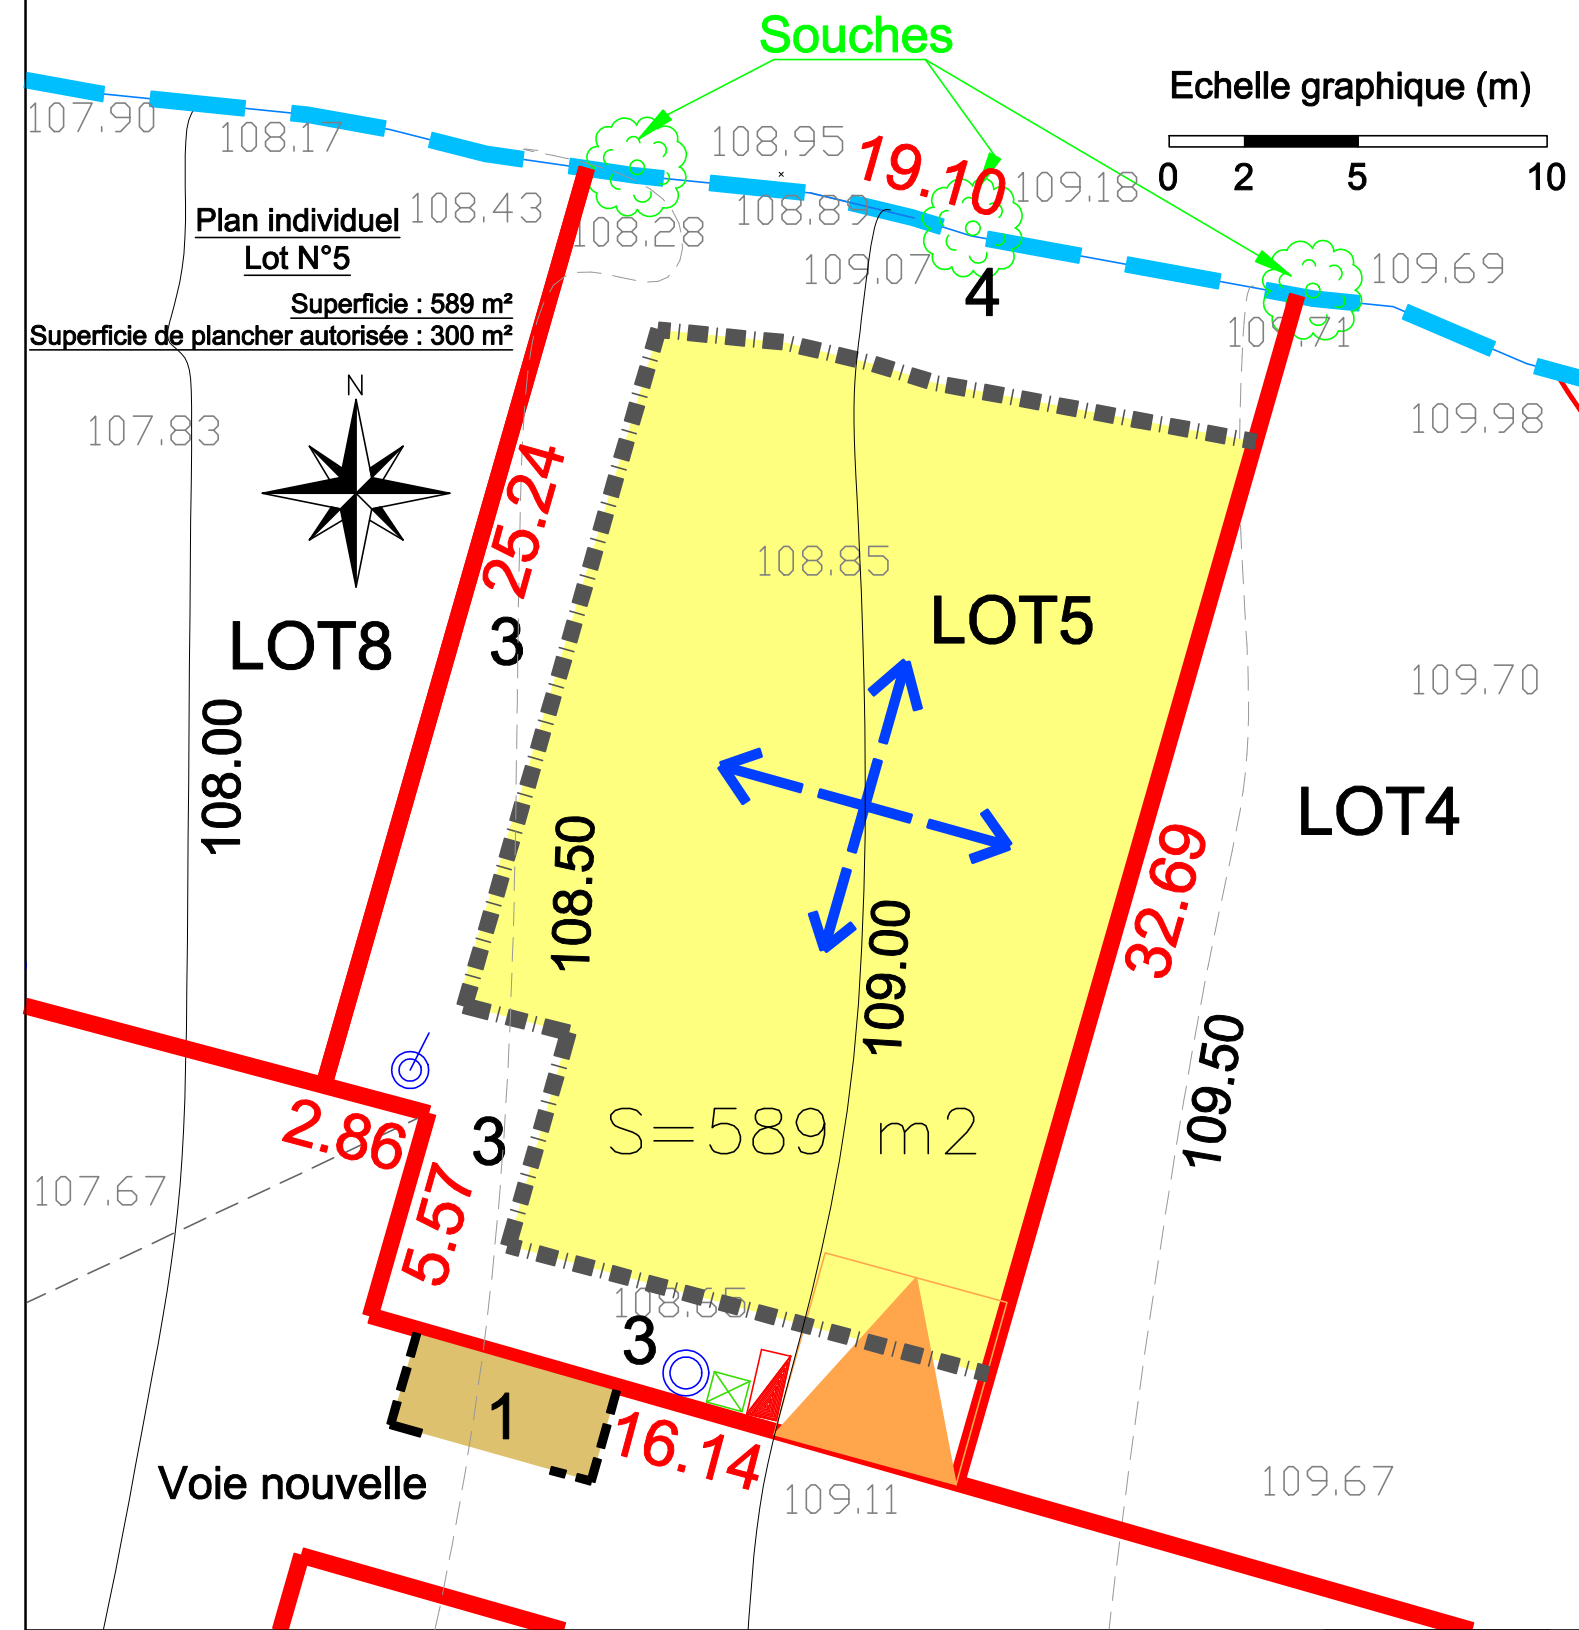 Souches
Echelle graphique (m)
0 2 5 10
107.90
108.17
108.95
19.10
109.18
108.43
108.89
108.28
109.07
109.69
4
109.71
Plan individuel
Lot N°5
Superficie : 589 m²
Superficie de plancher autorisée : 300 m²
N
107.83
109.98
25.24
108.85
LOT5
LOT8
3
109.70
108.00
LOT4
108.50
32.69
109.00
109.50
2.86
3
S=589 m2
107.67
5.57
108.65
3
1
16.14
Voie nouvelle
109.11
109.67